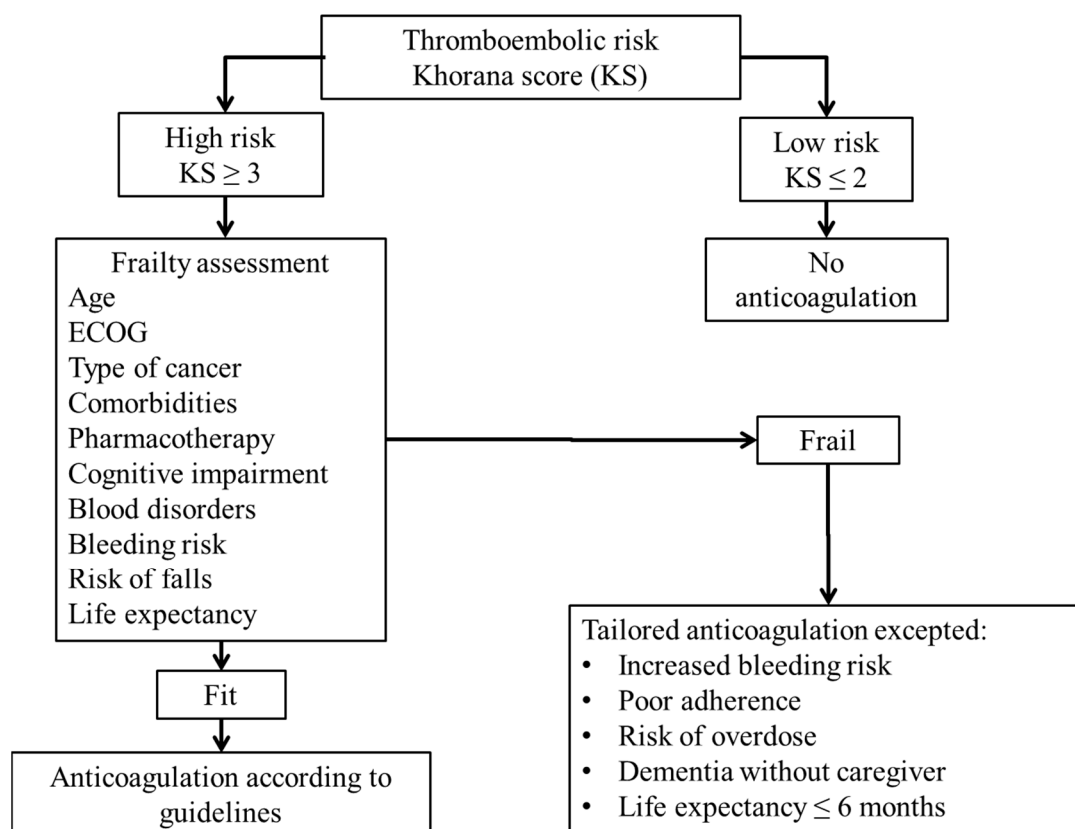 Thromboembolic risk
Khorana score (KS)
High risk
KS ≥ 3
Low risk
KS ≤ 2
Frailty assessment
Age
ECOG
Type of cancer
Comorbidities
Pharmacotherapy
Cognitive impairment
Blood disorders
Bleeding risk
Risk of falls
Life expectancy
No
anticoagulation
Frail
Fit
Anticoagulation according to
guidelines
Tailored anticoagulation excepted:
• Increased bleeding risk
• Poor adherence
• Risk of overdose
• Dementia without caregiver
• Life expectancy ≤ 6 months